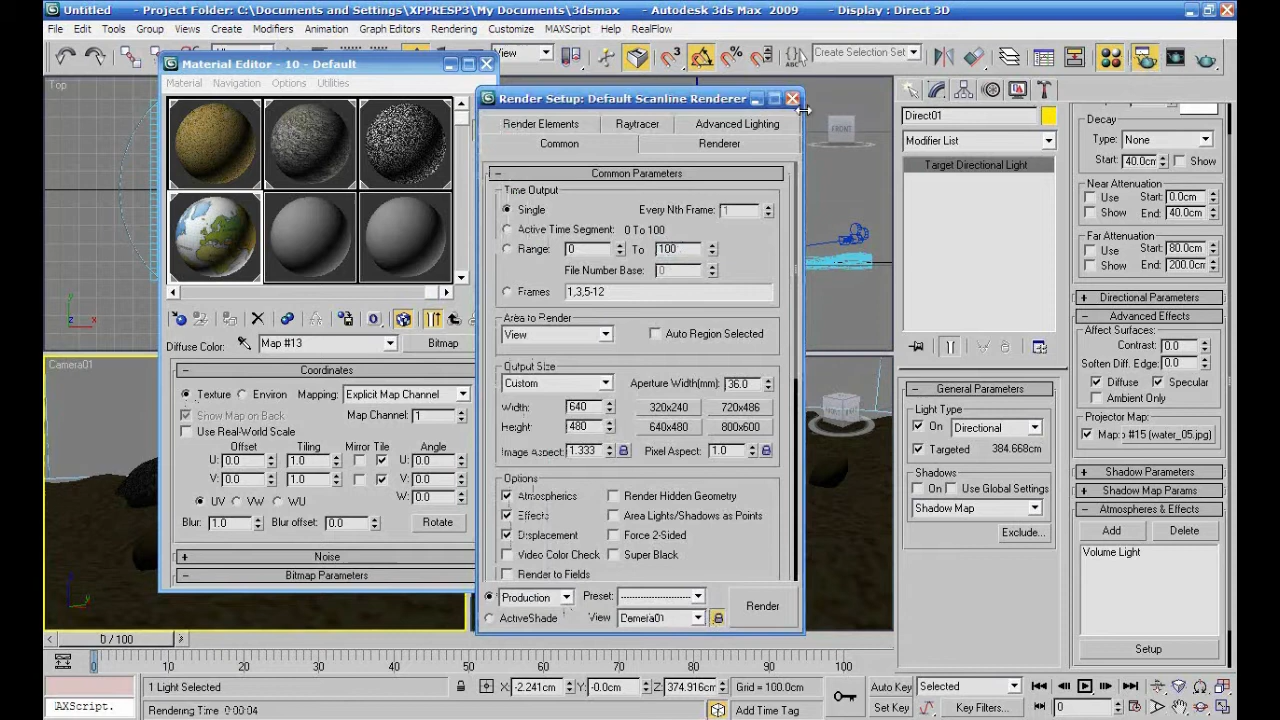 Untitled - Project Folder: C:\Documents and Settings\XPPRESP3\My Documents\3dsmax - Autodesk 3ds Max 2009 - Display : Direct 3D
File Edit Tools Group Views Create Modifiers Animation Graph Editors Rendering Customize MAXScript Help RealFlow
View Create Selection Set
Material Editor - 10 - Default
Material Navigation Options Utilities
Diffuse Color: Map #13 Bitmap
Coordinates
Texture Environ Mapping: Explicit Map Channel
Show Map on Back Map Channel: 1
Use Real-World Scale
Offset Tiling Mirror Tile Angle
U: 0.0 1.0 U: 0.0
V: 0.0 1.0 V: 0.0
UV VW WU W: 0.0
Blur: 1.0 Blur offset: 0.0 Rotate
Noise
Bitmap Parameters
Render Setup: Default Scanline Renderer
Render Elements Raytracer Advanced Lighting
Common Renderer
Common Parameters
Time Output
Single Every Nth Frame: 1
Active Time Segment: 0 To 100
Range: 0 To 100
File Number Base: 0
Frames 1,3,5-12
Area to Render
View Auto Region Selected
Output Size
Custom Aperture Width(mm): 36.0
Width: 640 320x240 720x486
Height: 480 640x480 800x600
Image Aspect: 1.333 Pixel Aspect: 1.0
Options
Atmospherics Render Hidden Geometry
Effects Area Lights/Shadows as Points
Displacement Force 2-Sided
Video Color Check Super Black
Render to Fields
Production Preset: Render
ActiveShade View Camera01
Top
Camera01
FRONT
Direct01
Modifier List
Target Directional Light
General Parameters
Light Type
On Directional
Targeted 384.668cm
Shadows
On Use Global Settings
Shadow Map
Exclude...
Decay
Type: None
Start: 40.0cm Show
Near Attenuation
Use Start: 0.0cm
Show End: 40.0cm
Far Attenuation
Use Start: 80.0cm
Show End: 200.0cm
Directional Parameters
Advanced Effects
Affect Surfaces:
Contrast: 0.0
Soften Diff. Edge: 0.0
Diffuse Specular
Ambient Only
Projector Map:
Map: #15 (water_05.jpg)
Shadow Parameters
Shadow Map Params
Atmospheres & Effects
Add Delete
Volume Light
Setup
0 / 100
0 10 20 30 40 50 60 70 80 90 100
1 Light Selected X: -2.241cm Y: -0.0cm Z: 374.916cm Grid = 100.0cm Auto Key Selected
MAXScript. Rendering Time 0:00:04 Add Time Tag Set Key Key Filters... 0